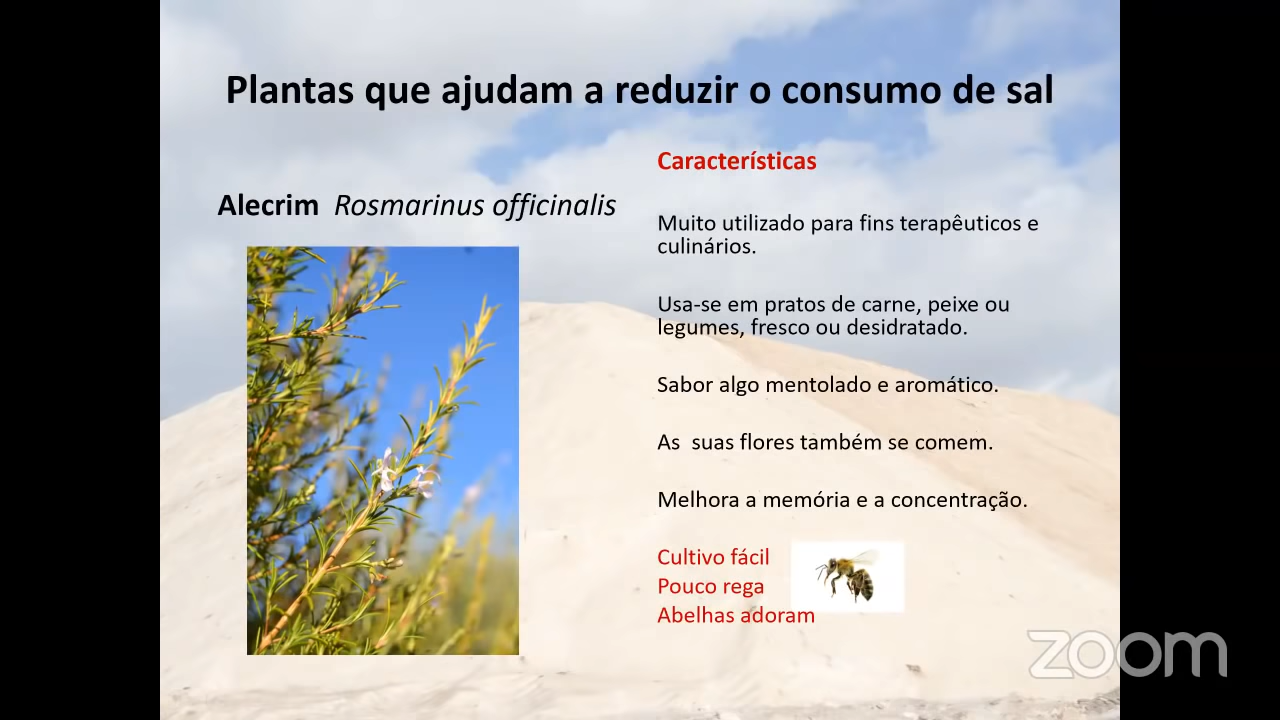 Plantas que ajudam a reduzir o consumo de sal
Alecrim Rosmarinus officinalis
Características
Muito utilizado para fins terapêuticos e
culinários.
Usa-se em pratos de carne, peixe ou
legumes, fresco ou desidratado.
Sabor algo mentolado e aromático.
As suas flores também se comem.
Melhora a memória e a concentração.
Cultivo fácil
Pouco rega
Abelhas adoram
zoom